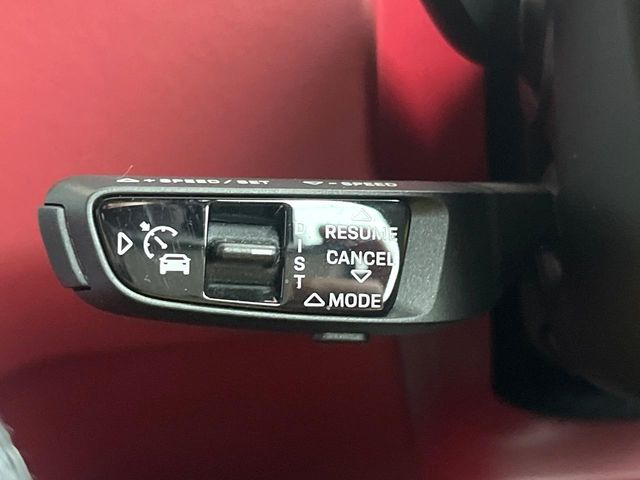 + SPEED / SET - SPEED
DIST
RESUME
CANCEL
MODE